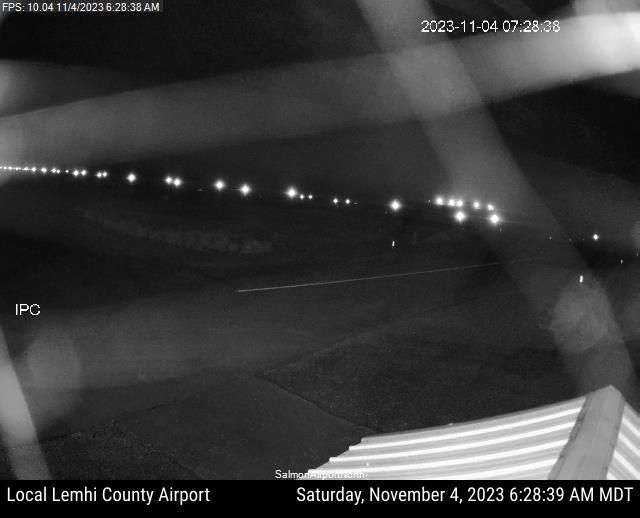 FPS: 10.04 11/4/2023 6:28:38 AM
2023-11-04 07:28:38
IPC
SalmonAirportNorth
Local Lemhi County Airport
Saturday, November 4, 2023 6:28:39 AM MDT